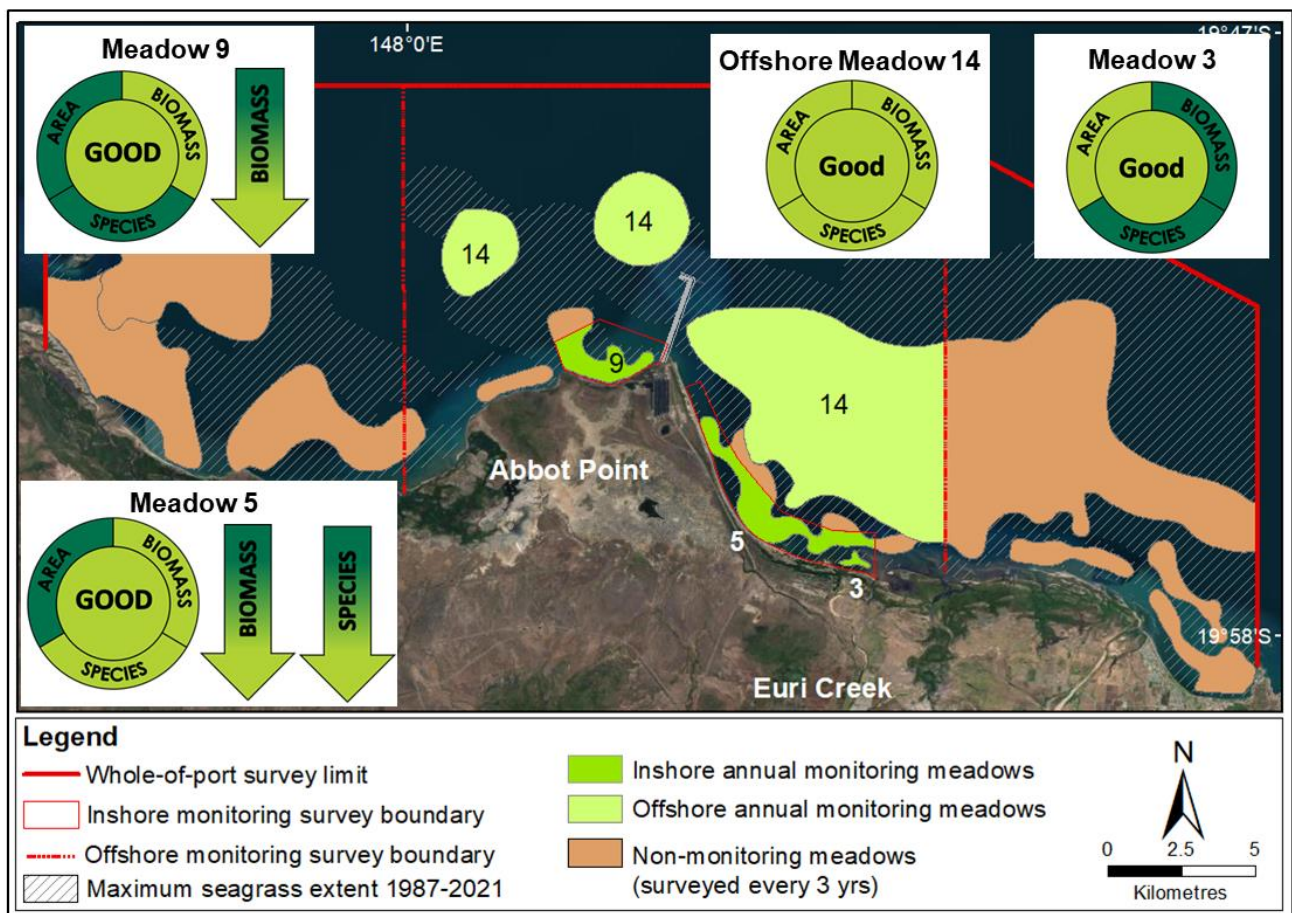 Meadow 9
AREA
BIOMASS
GOOD
SPECIES
BIOMASS
148°0'E
Offshore Meadow 14
AREA
BIOMASS
Good
SPECIES
Meadow 3
AREA
BIOMASS
Good
SPECIES
19°47'S
14
14
9
14
Abbot Point
5
3
Meadow 5
AREA
BIOMASS
GOOD
SPECIES
BIOMASS
SPECIES
19°58'S
Euri Creek
Legend
Whole-of-port survey limit
Inshore monitoring survey boundary
Offshore monitoring survey boundary
Maximum seagrass extent 1987-2021
Inshore annual monitoring meadows
Offshore annual monitoring meadows
Non-monitoring meadows
(surveyed every 3 yrs)
N
0 2.5 5
Kilometres